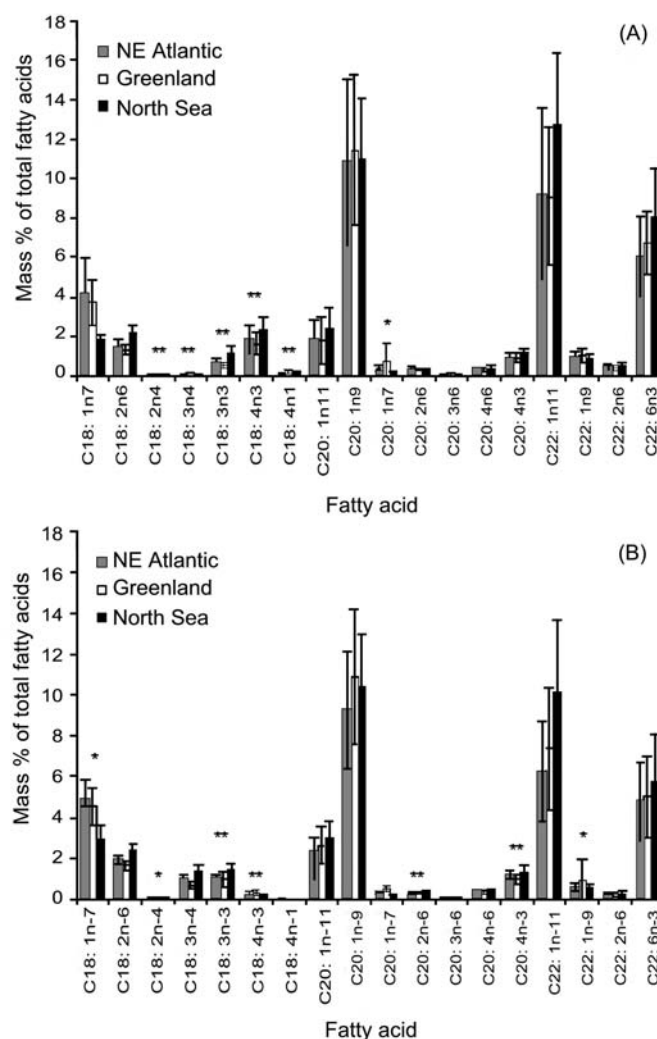 18
16
14
12
10
8
6
4
2
0
Mass % of total fatty acids
NE Atlantic
Greenland
North Sea
(A)
**
**
**
**
**
*
C18: 1n7
C18: 2n6
C18: 2n4
C18: 3n4
C18: 3n3
C18: 4n3
C18: 4n1
C20: 1n11
C20: 1n9
C20: 1n7
C20: 2n6
C20: 3n6
C20: 4n6
C20: 4n3
C22: 1n11
C22: 1n9
C22: 2n6
C22: 6n3
Fatty acid
18
16
14
12
10
8
6
4
2
0
Mass % of total fatty acids
NE Atlantic
Greenland
North Sea
(B)
*
*
**
**
**
**
*
C18: 1n-7
C18: 2n-6
C18: 2n-4
C18: 3n-4
C18: 3n-3
C18: 4n-3
C18: 4n-1
C20: 1n-11
C20: 1n-9
C20: 1n-7
C20: 2n-6
C20: 3n-6
C20: 4n-6
C20: 4n-3
C22: 1n-11
C22: 1n-9
C22: 2n-6
C22: 6n-3
Fatty acid